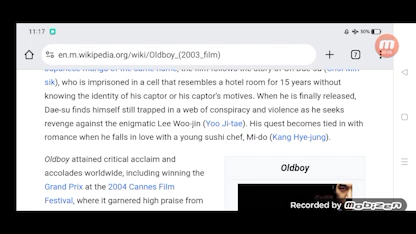 11:17
50%
en.m.wikipedia.org/wiki/Oldboy_(2003_film)
7
sik), who is imprisoned in a cell that resembles a hotel room for 15 years without
knowing the identity of his captor or his captor's motives. When he is finally released,
Dae-su finds himself still trapped in a web of conspiracy and violence as he seeks
revenge against the enigmatic Lee Woo-jin (Yoo Ji-tae). His quest becomes tied in with
romance when he falls in love with a young sushi chef, Mi-do (Kang Hye-jung).
Oldboy attained critical acclaim and
accolades worldwide, including winning the
Grand Prix at the 2004 Cannes Film
Festival, where it garnered high praise from
Oldboy
Recorded by mobizen